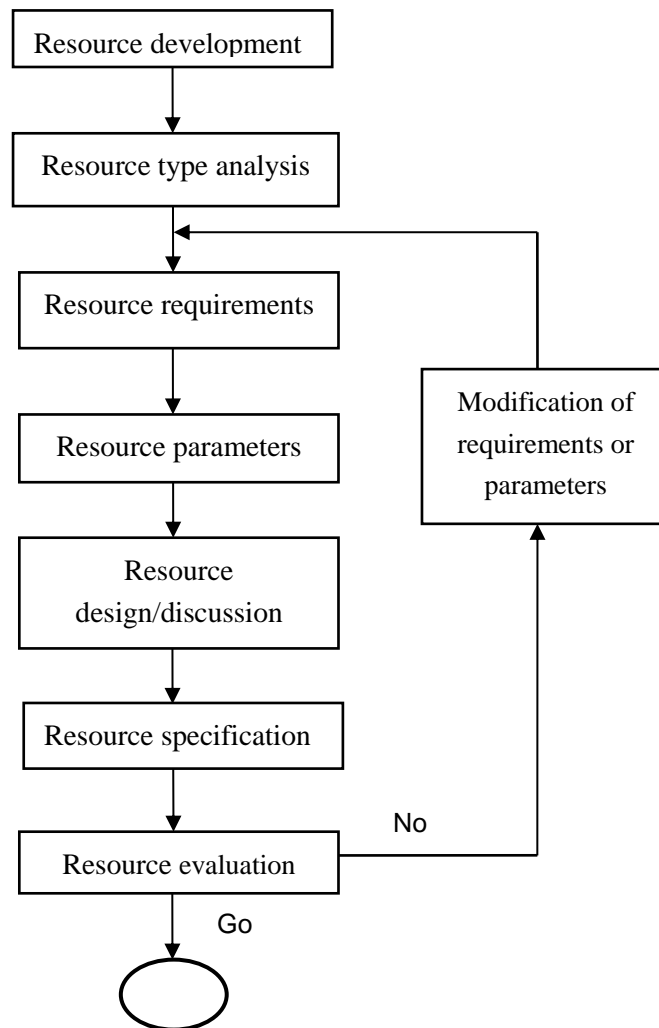 Resource development
Resource type analysis
Resource requirements
Resource parameters
Modification of
requirements or
parameters
Resource
design/discussion
Resource specification
No
Resource evaluation
Go